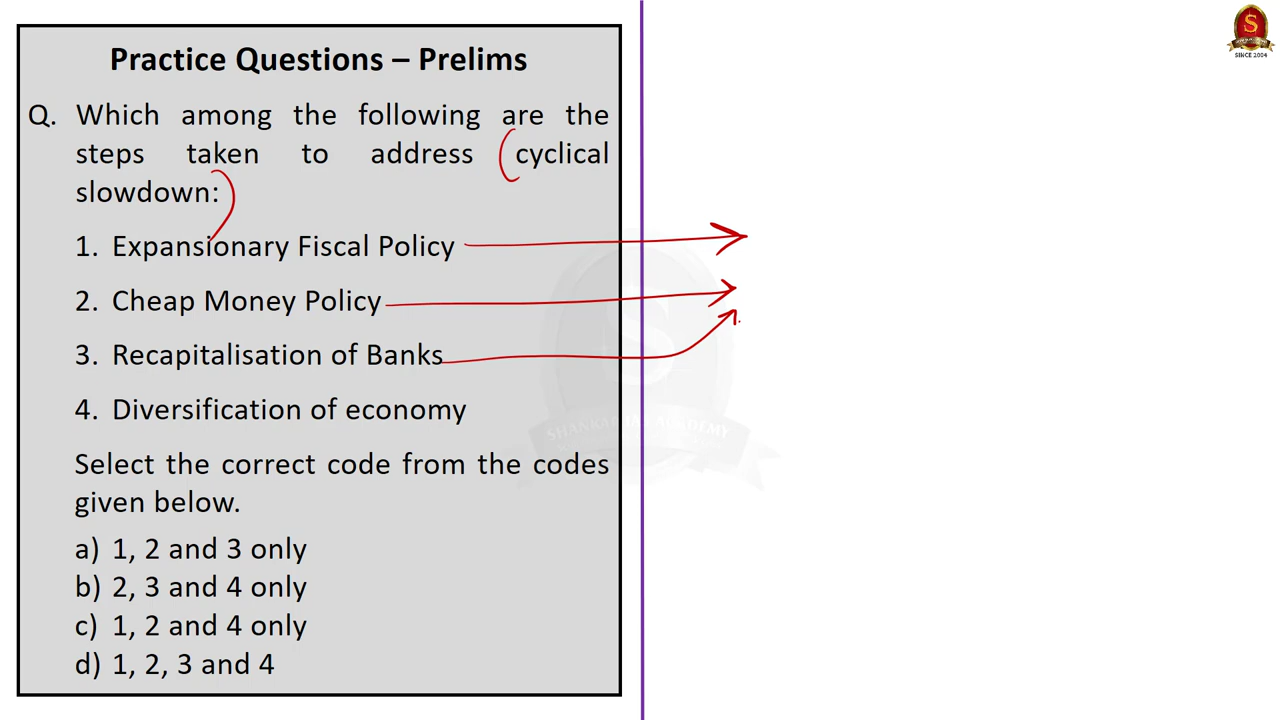 Practice Questions – Prelims
Q. Which among the following are the
steps taken to address cyclical
slowdown:
1. Expansionary Fiscal Policy
2. Cheap Money Policy
3. Recapitalisation of Banks
4. Diversification of economy
Select the correct code from the codes
given below.
a) 1, 2 and 3 only
b) 2, 3 and 4 only
c) 1, 2 and 4 only
d) 1, 2, 3 and 4
S
SINCE 2004